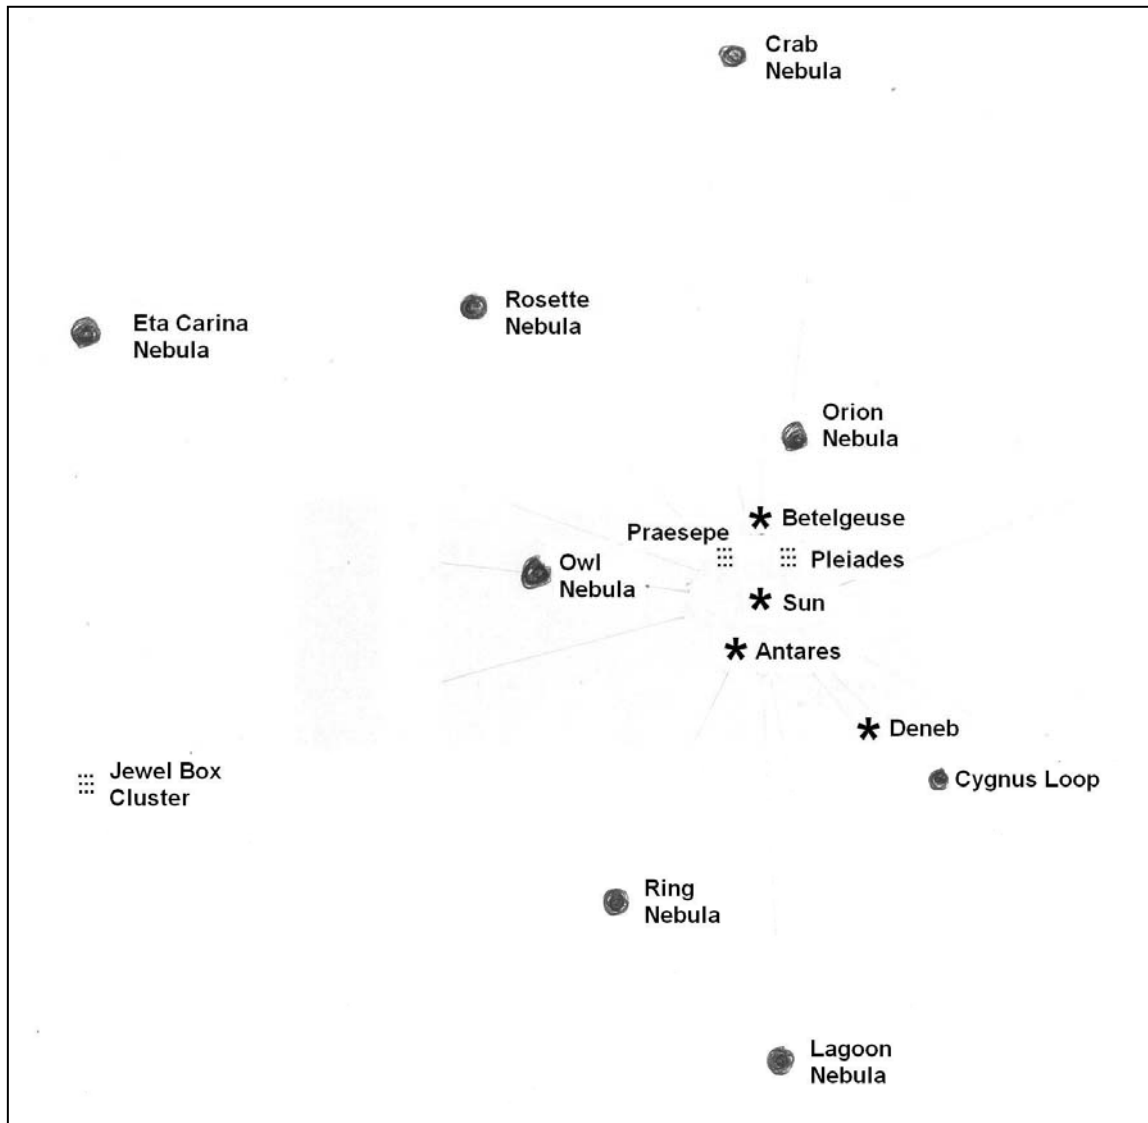 Crab
Nebula
Rosette
Nebula
Eta Carina
Nebula
Orion
Nebula
Betelgeuse
Praesepe
Pleiades
Owl
Nebula
Sun
Antares
Deneb
Jewel Box
Cluster
Cygnus Loop
Ring
Nebula
Lagoon
Nebula